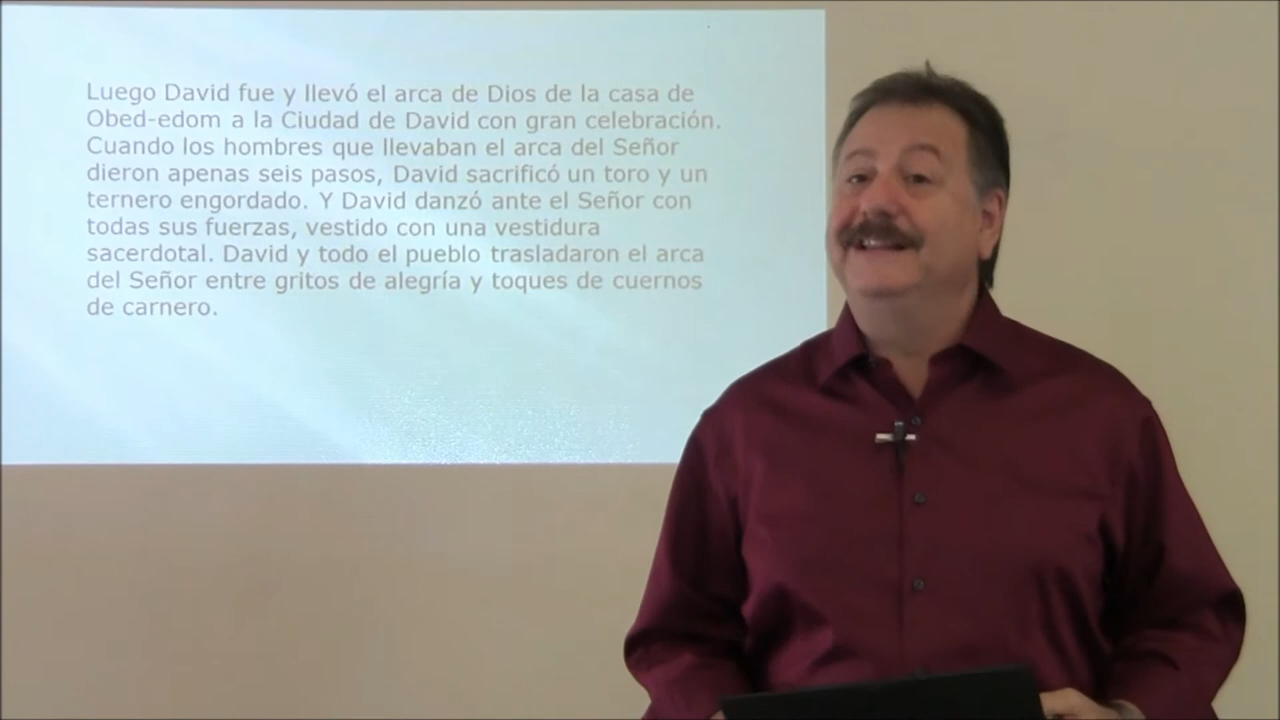 Luego David fue y llevó el arca de Dios de la casa de
Obed-edom a la Ciudad de David con gran celebración.
Cuando los hombres que llevaban el arca del Señor
dieron apenas seis pasos, David sacrificó un toro y un
ternero engordado. Y David danzó ante el Señor con
todas sus fuerzas, vestido con una vestidura
sacerdotal. David y todo el pueblo trasladaron el arca
del Señor entre gritos de alegría y toques de cuernos
de carnero.